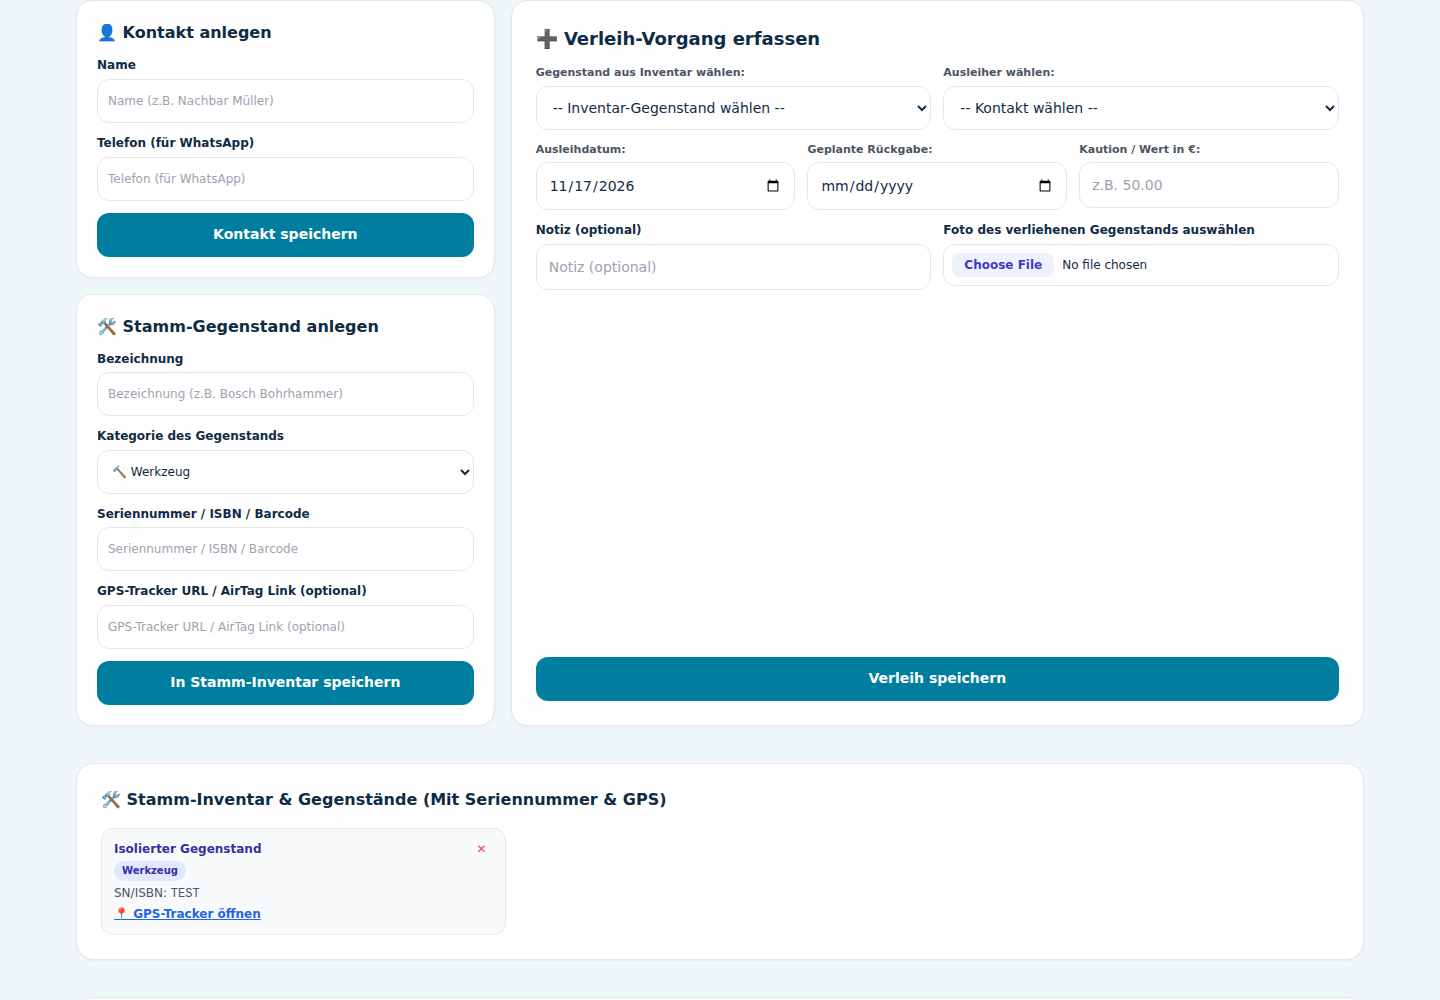 👤 Kontakt anlegen
Name
Name (z.B. Nachbar Müller)
Telefon (für WhatsApp)
Telefon (für WhatsApp)
Kontakt speichern
🛠️ Stamm-Gegenstand anlegen
Bezeichnung
Bezeichnung (z.B. Bosch Bohrhammer)
Kategorie des Gegenstands
🔨 Werkzeug
Seriennummer / ISBN / Barcode
Seriennummer / ISBN / Barcode
GPS-Tracker URL / AirTag Link (optional)
GPS-Tracker URL / AirTag Link (optional)
In Stamm-Inventar speichern
➕ Verleih-Vorgang erfassen
Gegenstand aus Inventar wählen:
-- Inventar-Gegenstand wählen --
Ausleiher wählen:
-- Kontakt wählen --
Ausleihdatum:
11/17/2026
Geplante Rückgabe:
mm/dd/yyyy
Kaution / Wert in €:
z.B. 50.00
Notiz (optional)
Notiz (optional)
Foto des verliehenen Gegenstands auswählen
Choose File No file chosen
Verleih speichern
🛠️ Stamm-Inventar & Gegenstände (Mit Seriennummer & GPS)
Isolierter Gegenstand ✕
Werkzeug
SN/ISBN: TEST
📍 GPS-Tracker öffnen